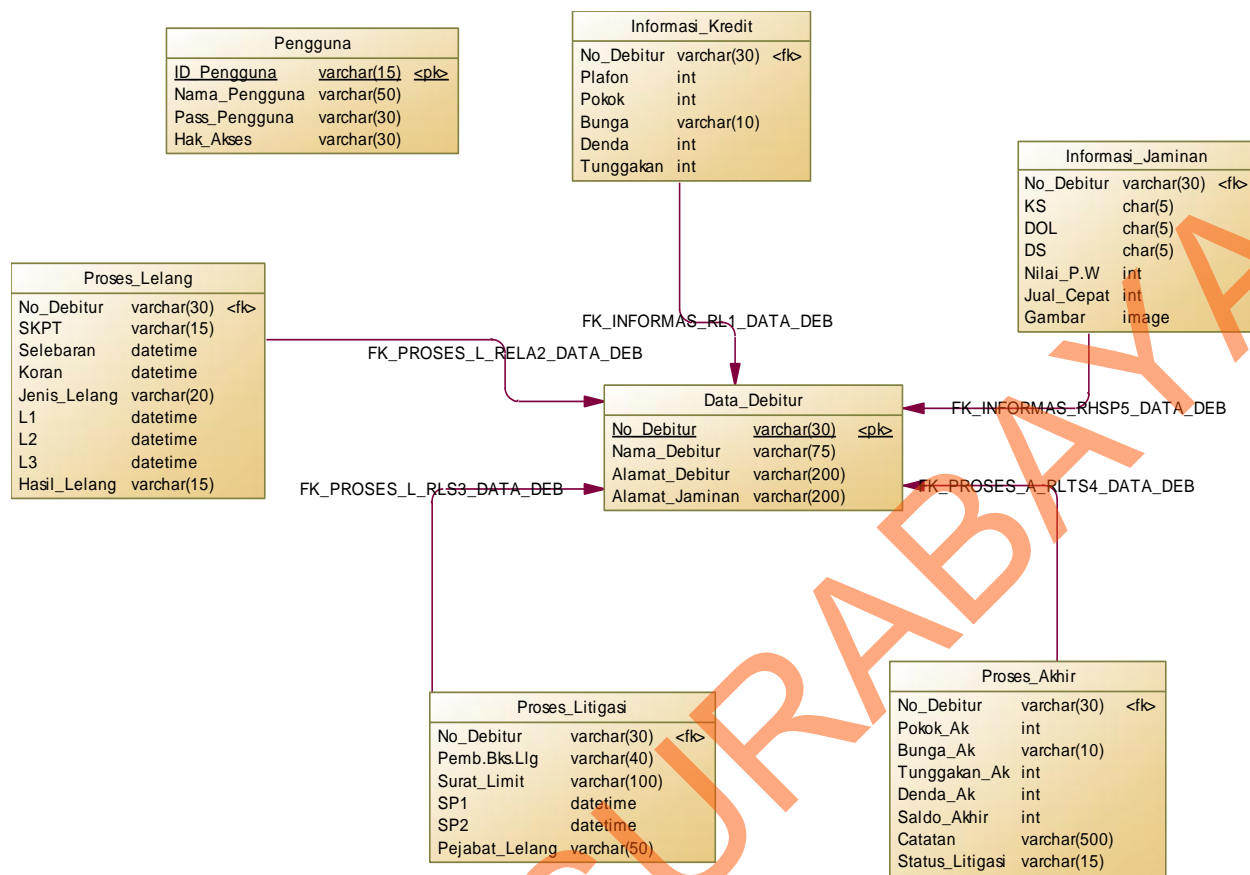 Pengguna
ID_Pengguna varchar(15) <pk>
Nama_Pengguna varchar(50)
Pass_Pengguna varchar(30)
Hak_Akses varchar(30)
Informasi_Kredit
No_Debitur varchar(30) <fk>
Plafon int
Pokok int
Bunga varchar(10)
Denda int
Tunggakan int
Informasi_Jaminan
No_Debitur varchar(30) <fk>
KS char(5)
DOL char(5)
DS char(5)
Nilai_P.W int
Jual_Cepat int
Gambar image
Proses_Lelang
No_Debitur varchar(30) <fk>
SKPT varchar(15)
Selebaran datetime
Koran datetime
Jenis_Lelang varchar(20)
L1 datetime
L2 datetime
L3 datetime
Hasil_Lelang varchar(15)
FK_INFORMAS_RL1_DATA_DEB
FK_PROSES_L_RELA2_DATA_DEB
FK_INFORMAS_RHSP5_DATA_DEB
Data_Debitur
No_Debitur varchar(30) <pk>
Nama_Debitur varchar(75)
Alamat_Debitur varchar(200)
Alamat_Jaminan varchar(200)
FK_PROSES_L_RLS3_DATA_DEB
FK_PROSES_A_RLTS4_DATA_DEB
Proses_Litigasi
No_Debitur varchar(30) <fk>
Pemb.Bks.Llg varchar(40)
Surat_Limit varchar(100)
SP1 datetime
SP2 datetime
Pejabat_Lelang varchar(50)
Proses_Akhir
No_Debitur varchar(30) <fk>
Pokok_Ak int
Bunga_Ak varchar(10)
Tunggakan_Ak int
Denda_Ak int
Saldo_Akhir int
Catatan varchar(500)
Status_Litigasi varchar(15)
SURABAYA